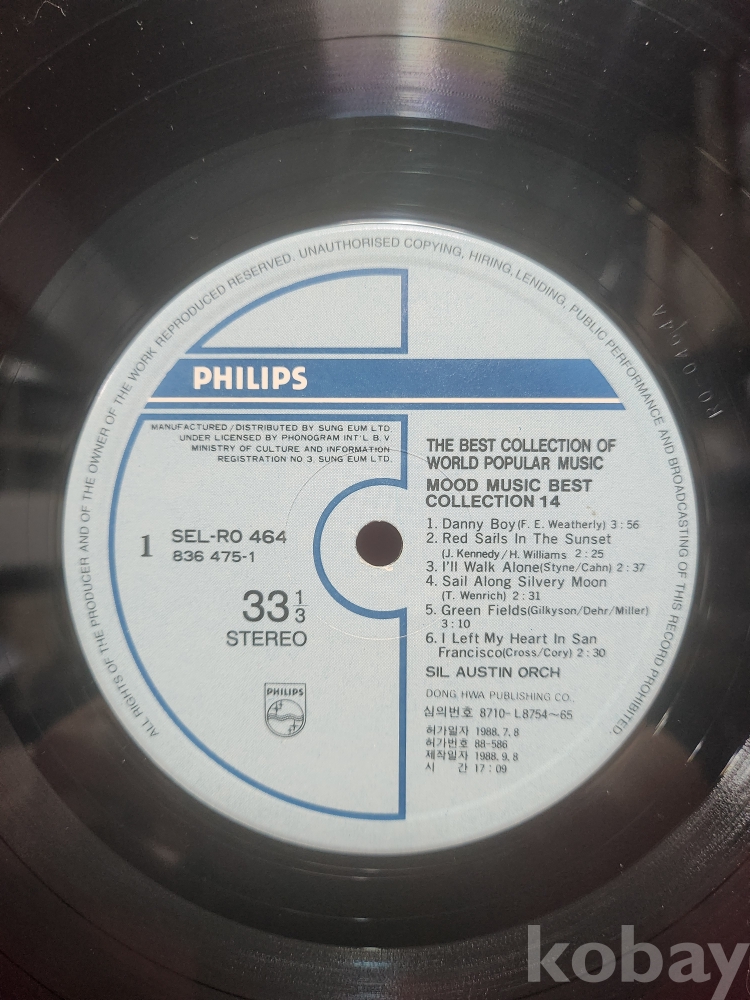 ALL RIGHTS OF THE PRODUCER AND OF THE OWNER OF THE WORK REPRODUCED RESERVED. UNAUTHORISED COPYING, HIRING, LENDING, PUBLIC PERFORMANCE AND BROADCASTING OF THIS RECORD PROHIBITED.
PHILIPS
MANUFACTURED/DISTRIBUTED BY SUNG EUM LTD
UNDER LICENSED BY PHONOGRAM INT'L B.V
MINISTRY OF CULTURE AND INFORMATION
REGISTRATION NO 3. SUNG EUM LTD.
1
SEL-RO 464
836 475-1
33 1/3
STEREO
PHILIPS
THE BEST COLLECTION OF
WORLD POPULAR MUSIC
MOOD MUSIC BEST
COLLECTION 14
1. Danny Boy(F. E. Weatherly) 3:56
2. Red Sails In The Sunset
(J. Kennedy/H. Williams 2:25
3. I'll Walk Alone(Styne/Cahn) 2:37
4. Sail Along Silvery Moon
(T. Wenrich) 2:31
5. Green Fields(Gilkyson/Dehr/Miller)
3:10
6. I Left My Heart In San
Francisco(Cross/Cory) 2:30
SIL AUSTIN ORCH
DONG HWA PUBLISHING CO.,
심의번호 8710-L8754~65
허가일자 1988.7.8
허가번호 88-586
제작일자 1988.9.8
시 간 17:09
kobay